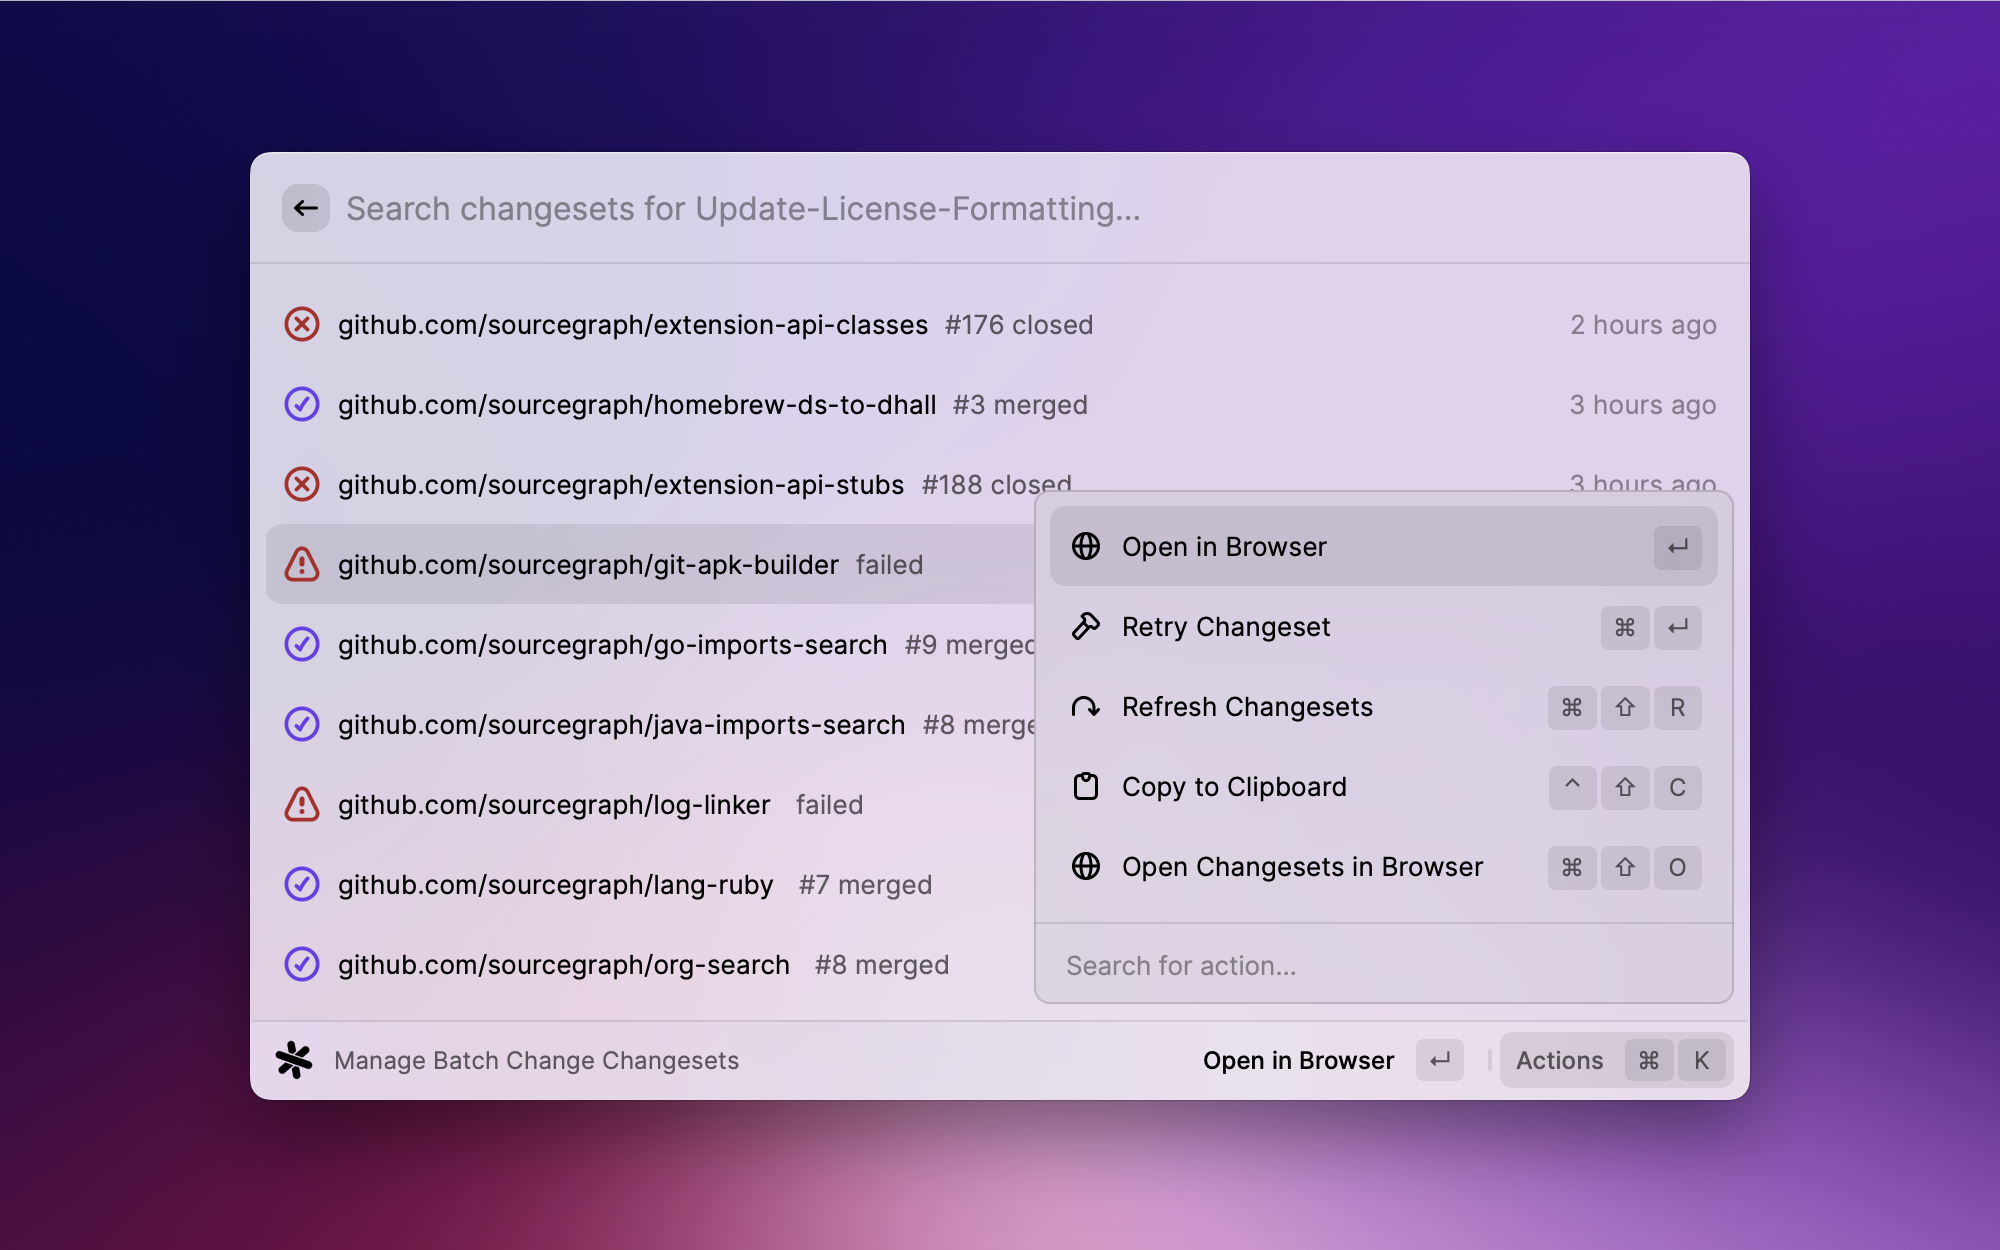 Search changesets for Update-License-Formatting...
github.com/sourcegraph/extension-api-classes #176 closed 2 hours ago
github.com/sourcegraph/homebrew-ds-to-dhall #3 merged 3 hours ago
github.com/sourcegraph/extension-api-stubs #188 closed 3 hours ago
github.com/sourcegraph/git-apk-builder failed
github.com/sourcegraph/go-imports-search #9 merged
github.com/sourcegraph/java-imports-search #8 merge
github.com/sourcegraph/log-linker failed
github.com/sourcegraph/lang-ruby #7 merged
github.com/sourcegraph/org-search #8 merged
Open in Browser ↵
Retry Changeset ⌘ ↵
Refresh Changesets ⌘ ⇧ R
Copy to Clipboard ^ ⇧ C
Open Changesets in Browser ⌘ ⇧ O
Search for action...
Manage Batch Change Changesets Open in Browser ↵ Actions ⌘ K